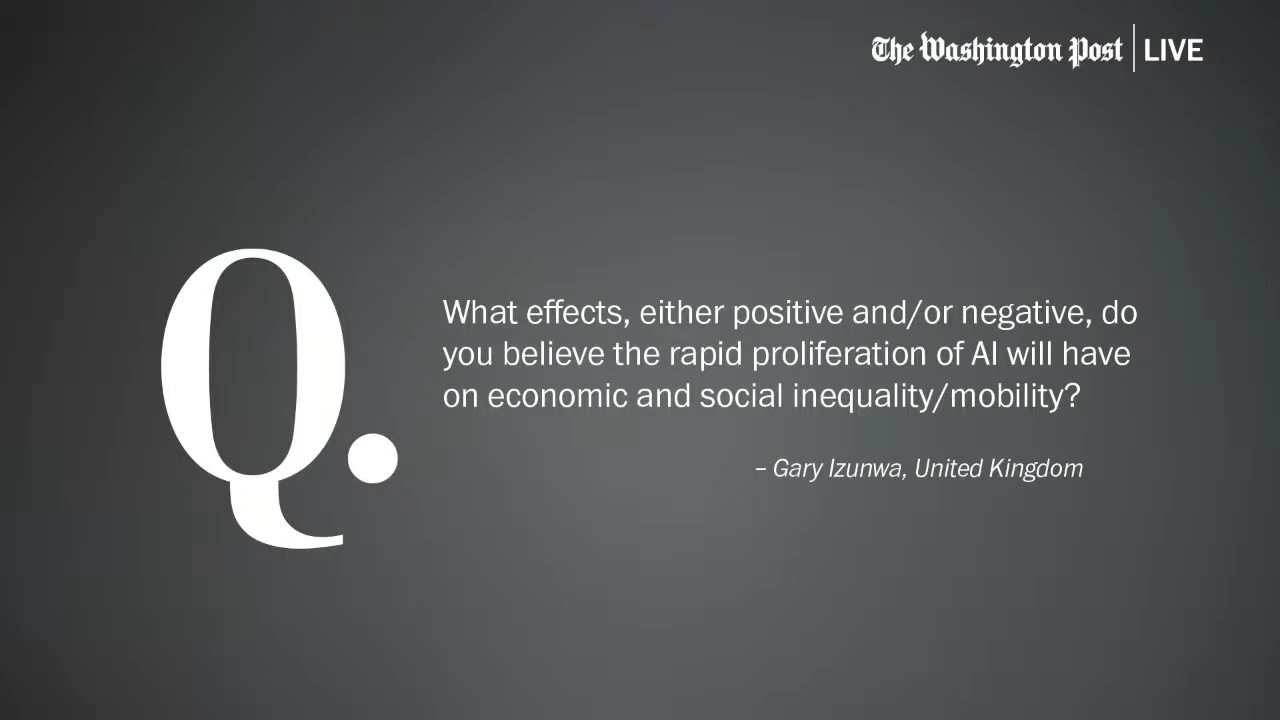 The Washington Post LIVE
Q.
What effects, either positive and/or negative, do
you believe the rapid proliferation of AI will have
on economic and social inequality/mobility?
– Gary Izunwa, United Kingdom